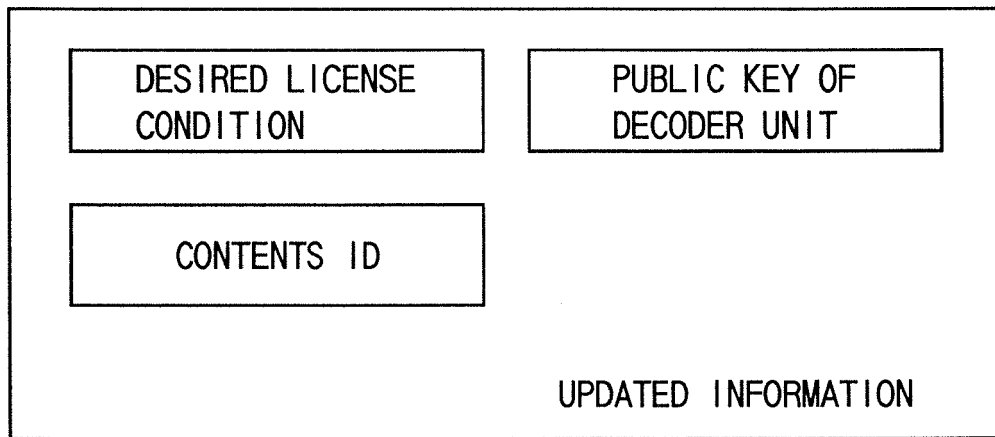 DESIRED LICENSE
CONDITION
PUBLIC KEY OF
DECODER UNIT
CONTENTS ID
UPDATED INFORMATION